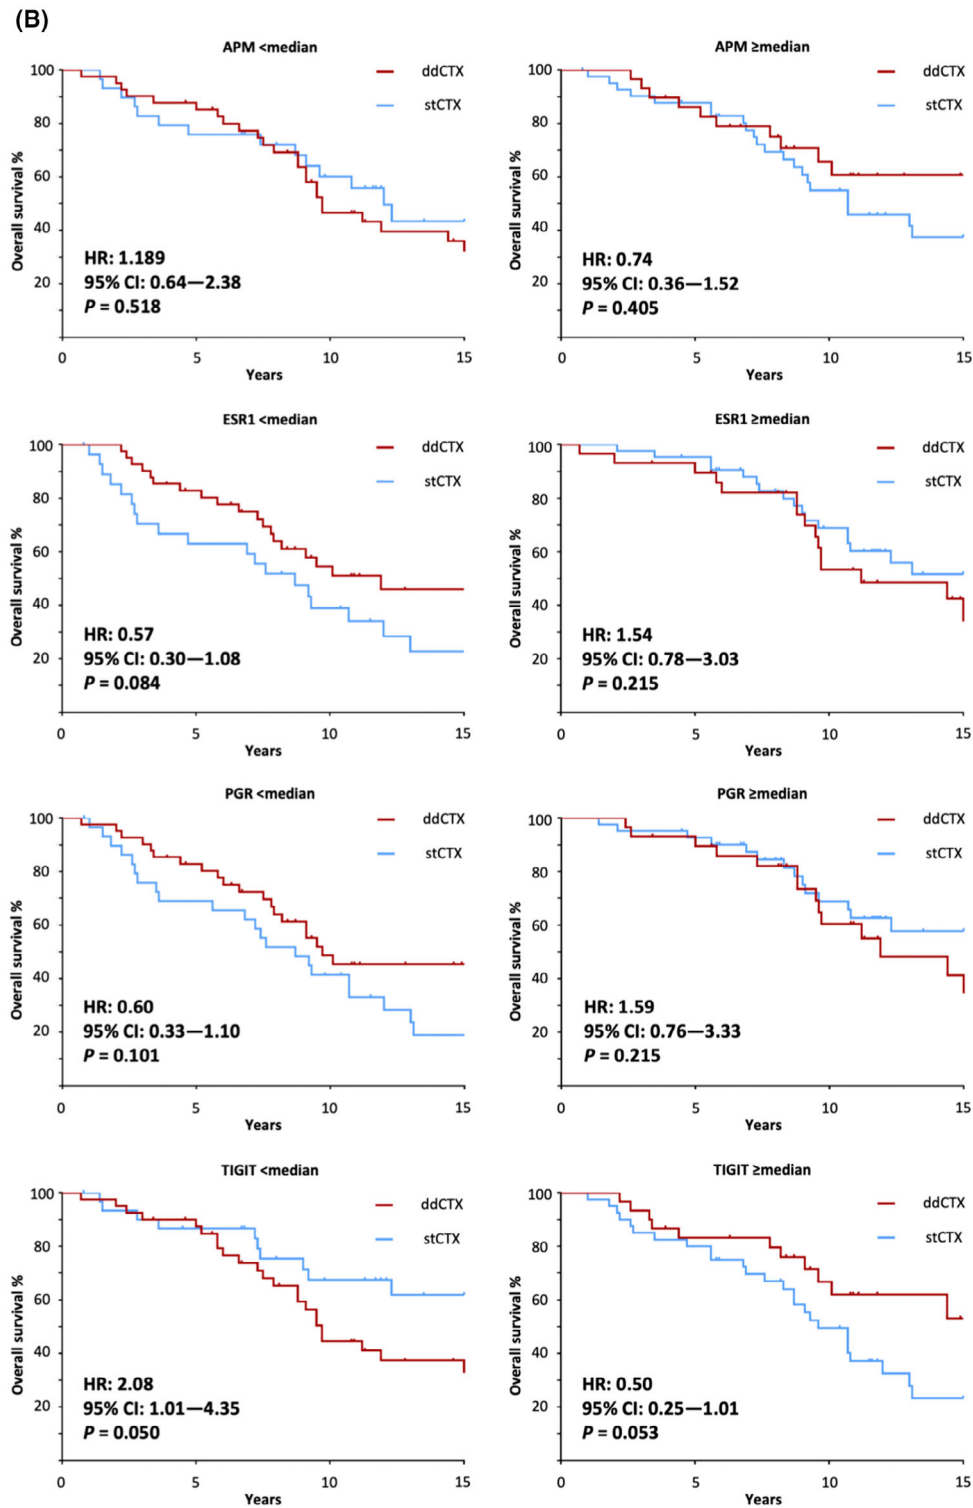 (B)
APM <median
ddCTX
stCTX
100
80
60
40
20
Overall survival %
HR: 1.189
95% CI: 0.64—2.38
P = 0.518
0 5 10 15
Years
APM ≥median
ddCTX
stCTX
100
80
60
40
20
Overall survival %
HR: 0.74
95% CI: 0.36—1.52
P = 0.405
0 5 10 15
Years
ESR1 <median
ddCTX
stCTX
100
80
60
40
20
Overall survival %
HR: 0.57
95% CI: 0.30—1.08
P = 0.084
0 5 10 15
Years
ESR1 ≥median
ddCTX
stCTX
100
80
60
40
20
Overall survival %
HR: 1.54
95% CI: 0.78—3.03
P = 0.215
0 5 10 15
Years
PGR <median
ddCTX
stCTX
100
80
60
40
20
Overall survival %
HR: 0.60
95% CI: 0.33—1.10
P = 0.101
0 5 10 15
Years
PGR ≥median
ddCTX
stCTX
100
80
60
40
20
Overall survival %
HR: 1.59
95% CI: 0.76—3.33
P = 0.215
0 5 10 15
Years
TIGIT <median
ddCTX
stCTX
100
80
60
40
20
Overall survival %
HR: 2.08
95% CI: 1.01—4.35
P = 0.050
0 5 10 15
Years
TIGIT ≥median
ddCTX
stCTX
100
80
60
40
20
Overall survival %
HR: 0.50
95% CI: 0.25—1.01
P = 0.053
0 5 10 15
Years